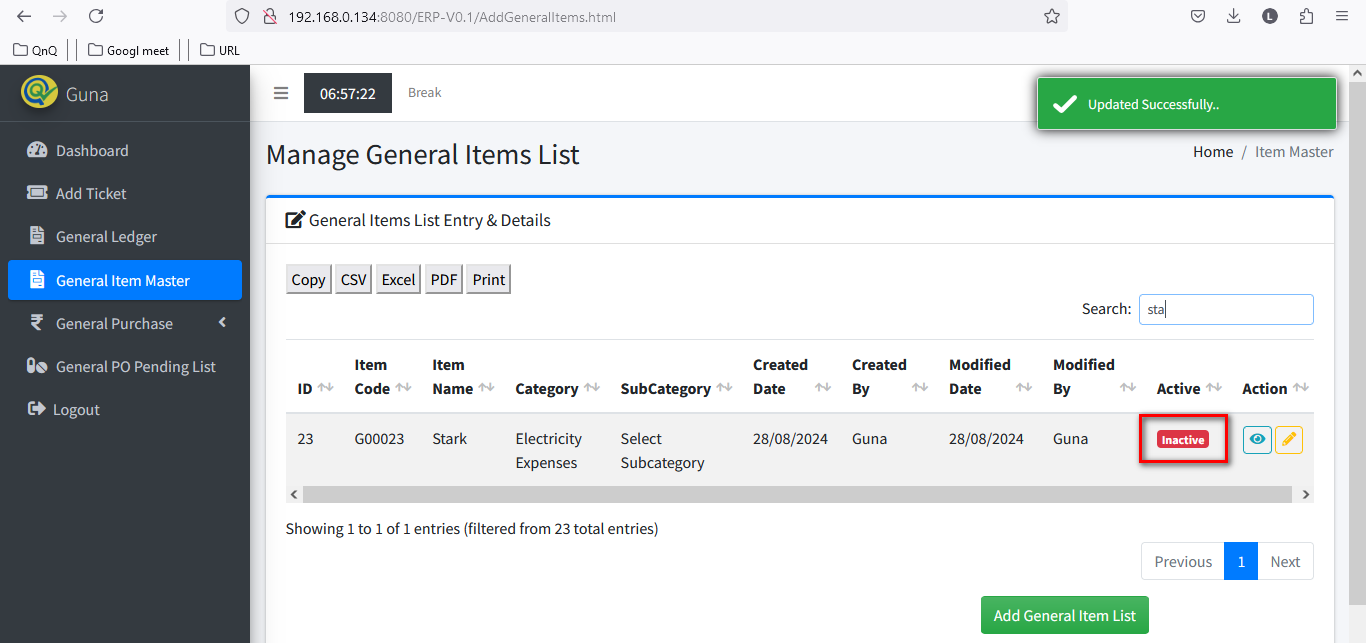 192.168.0.134:8080/ERP-V0.1/AddGeneralItems.html
L
QnQ
Googl meet
URL
Guna
06:57:22
Break
Updated Successfully..
Dashboard
Add Ticket
General Ledger
General Item Master
General Purchase
General PO Pending List
Logout
Manage General Items List
Home / Item Master
General Items List Entry & Details
Copy CSV Excel PDF Print
Search: sta
ID Item Code Item Name Category SubCategory Created Date Created By Modified Date Modified By Active Action
23 G00023 Stark Electricity Expenses Select Subcategory 28/08/2024 Guna 28/08/2024 Guna Inactive
Showing 1 to 1 of 1 entries (filtered from 23 total entries)
Previous 1 Next
Add General Item List